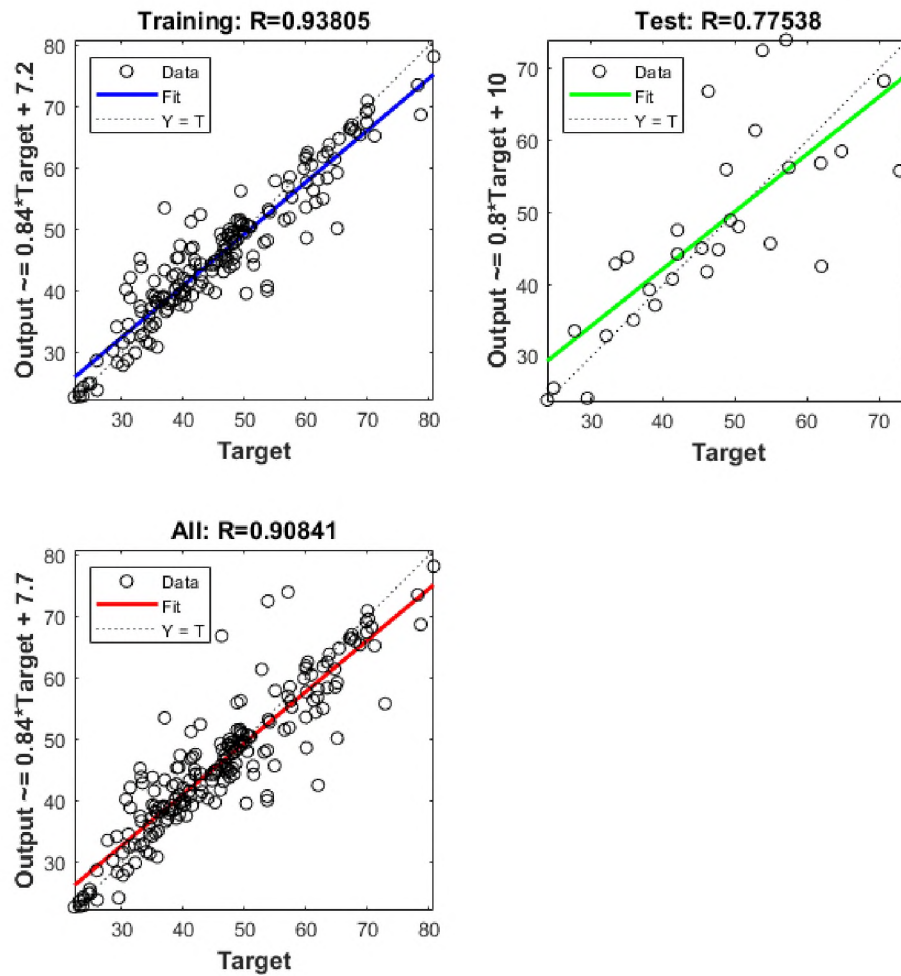 Training: R=0.93805
Output ~= 0.84*Target + 7.2
80
70
60
50
40
30
Data
Fit
Y = T
30 40 50 60 70 80
Target
Test: R=0.77538
Output ~= 0.8*Target + 10
70
60
50
40
30
Data
Fit
Y = T
30 40 50 60 70
Target
All: R=0.90841
Output ~= 0.84*Target + 7.7
80
70
60
50
40
30
Data
Fit
Y = T
30 40 50 60 70 80
Target